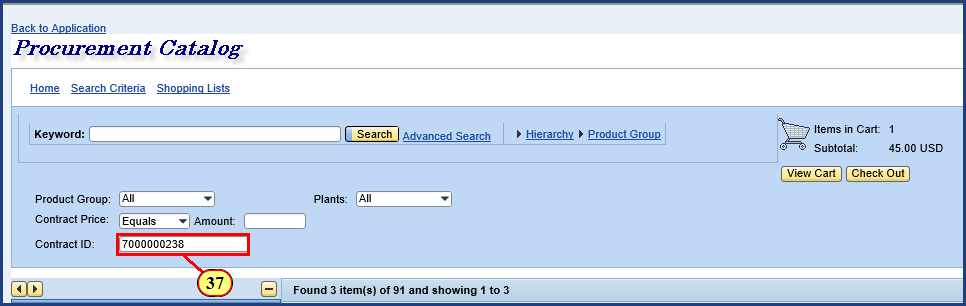 Back to Application
Procurement Catalog
Home Search Criteria Shopping Lists
Keyword: Search Advanced Search Hierarchy Product Group
Items in Cart: 1
Subtotal: 45.00 USD
View Cart Check Out
Product Group: All Plants: All
Contract Price: Equals Amount:
Contract ID: 7000000238
37
Found 3 item(s) of 91 and showing 1 to 3